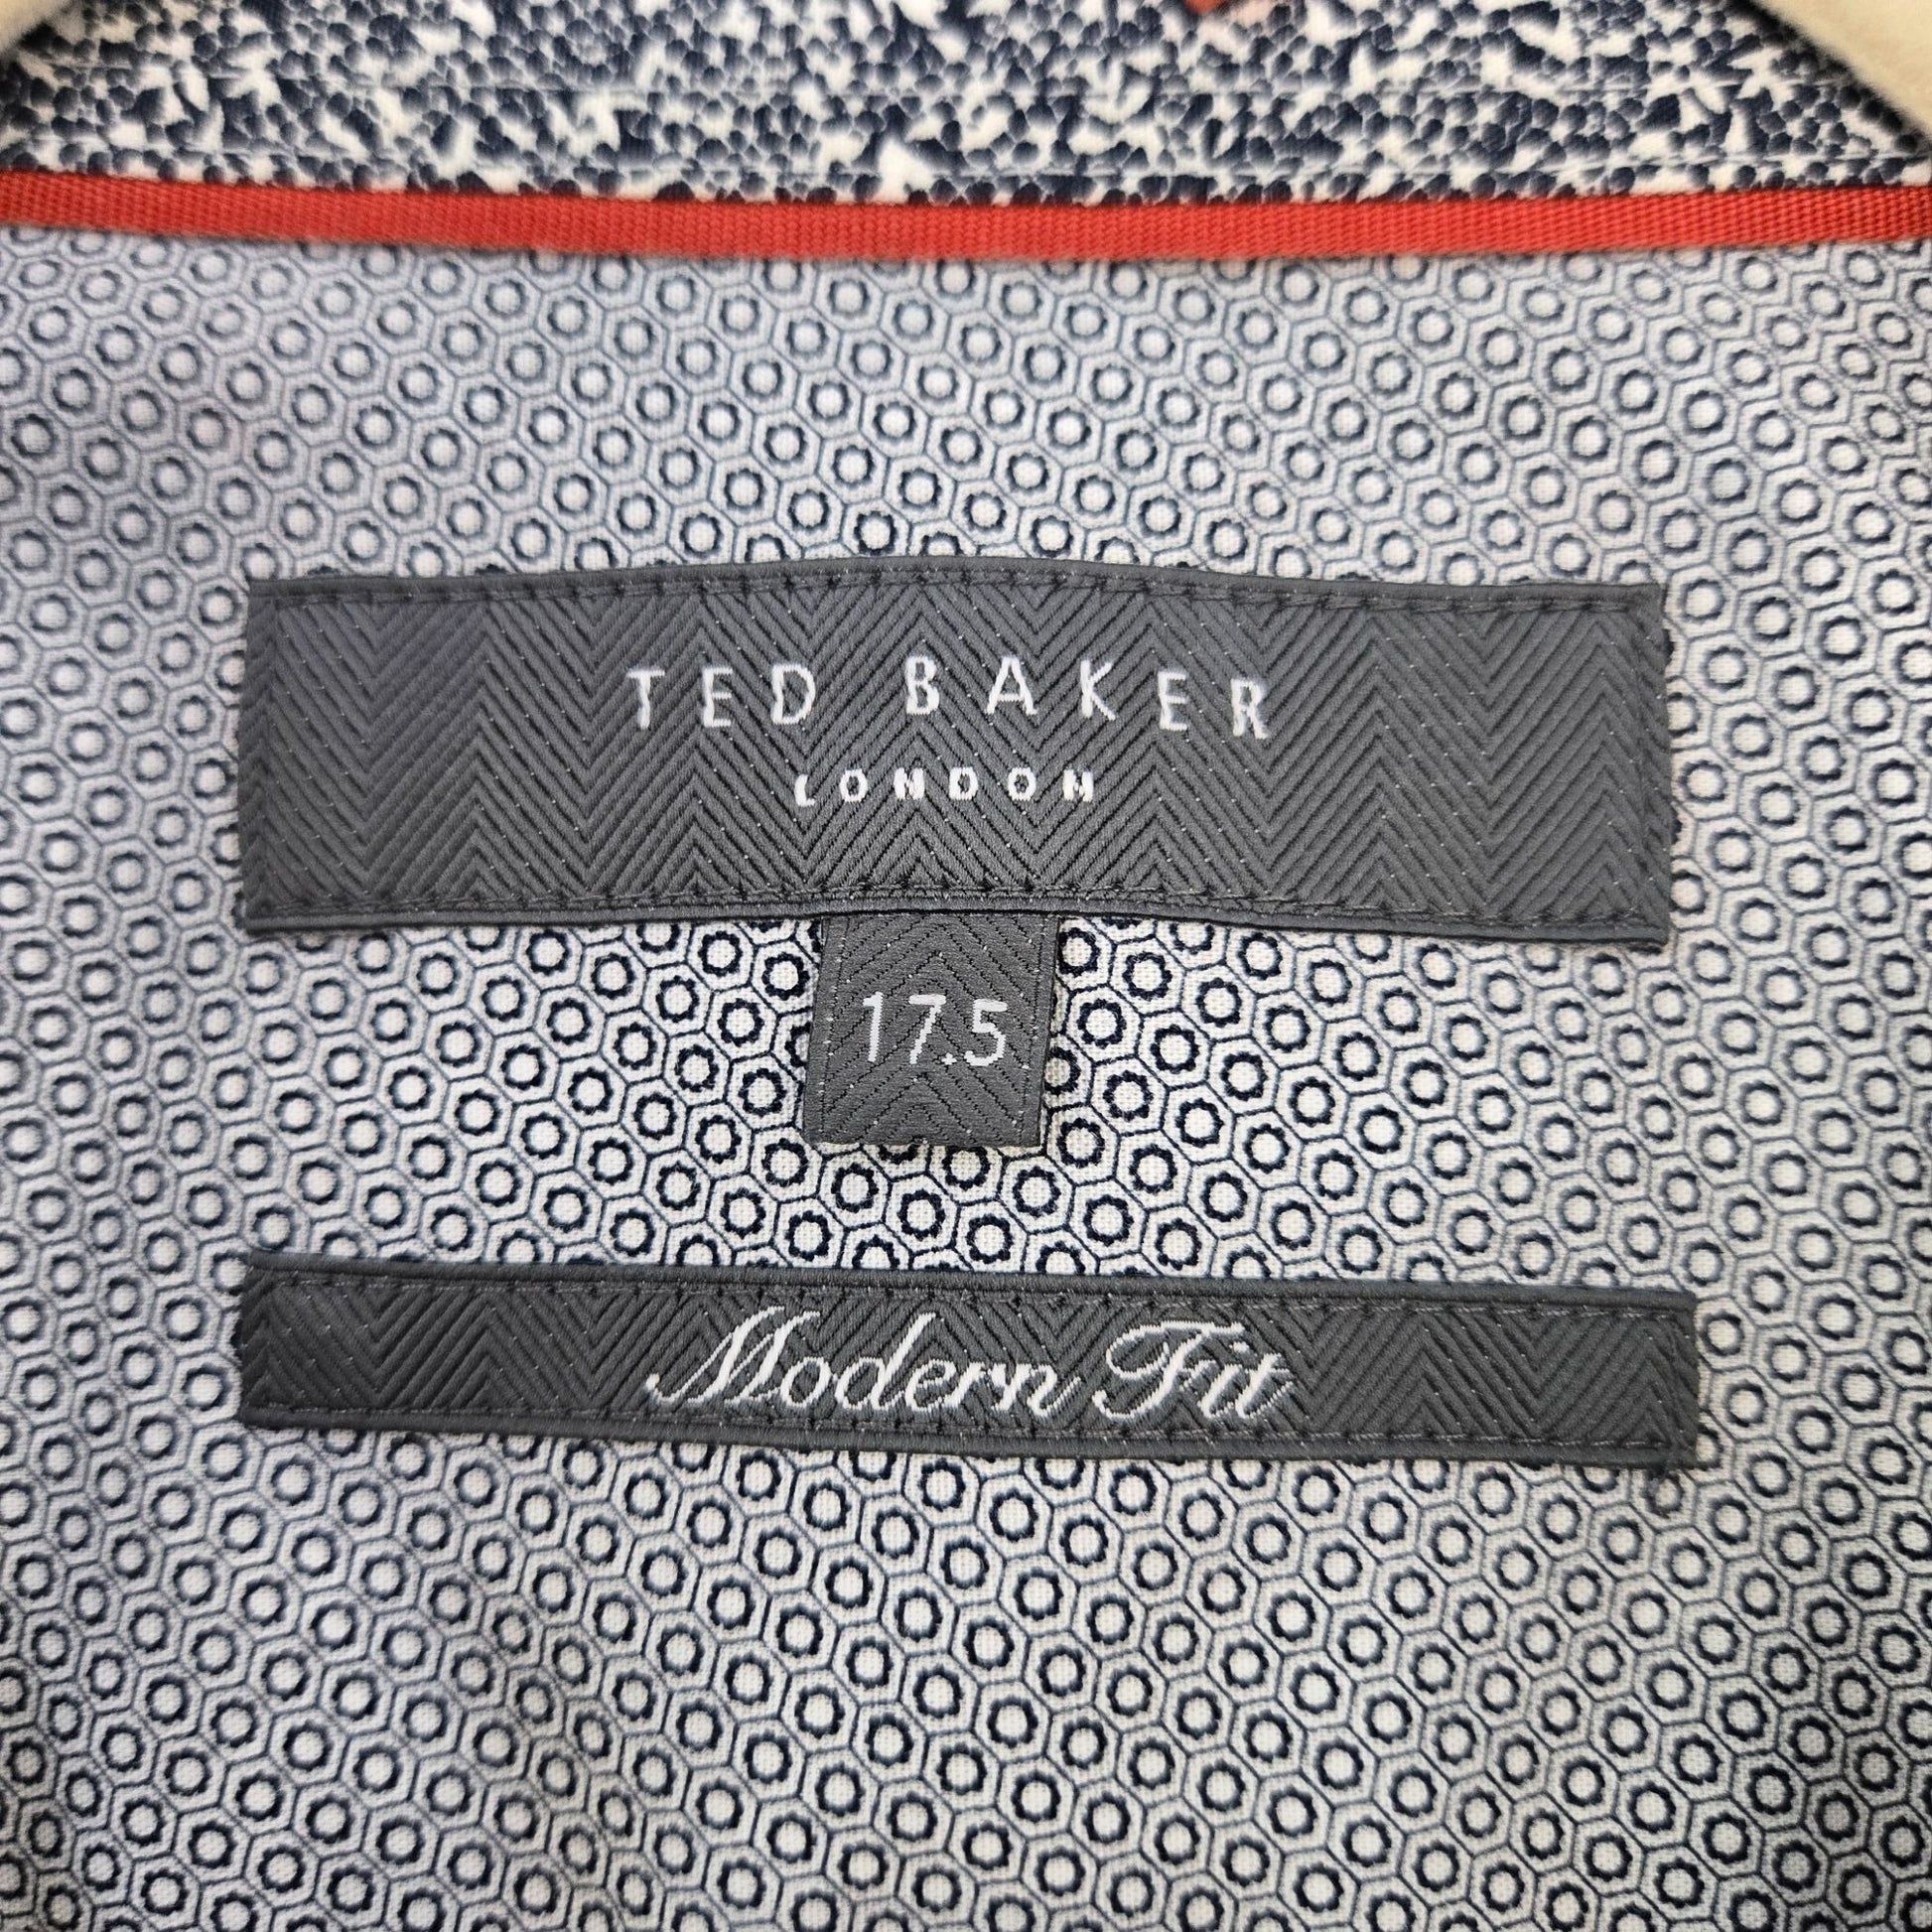 TED BAKER
LONDON
17.5
Modern Fit